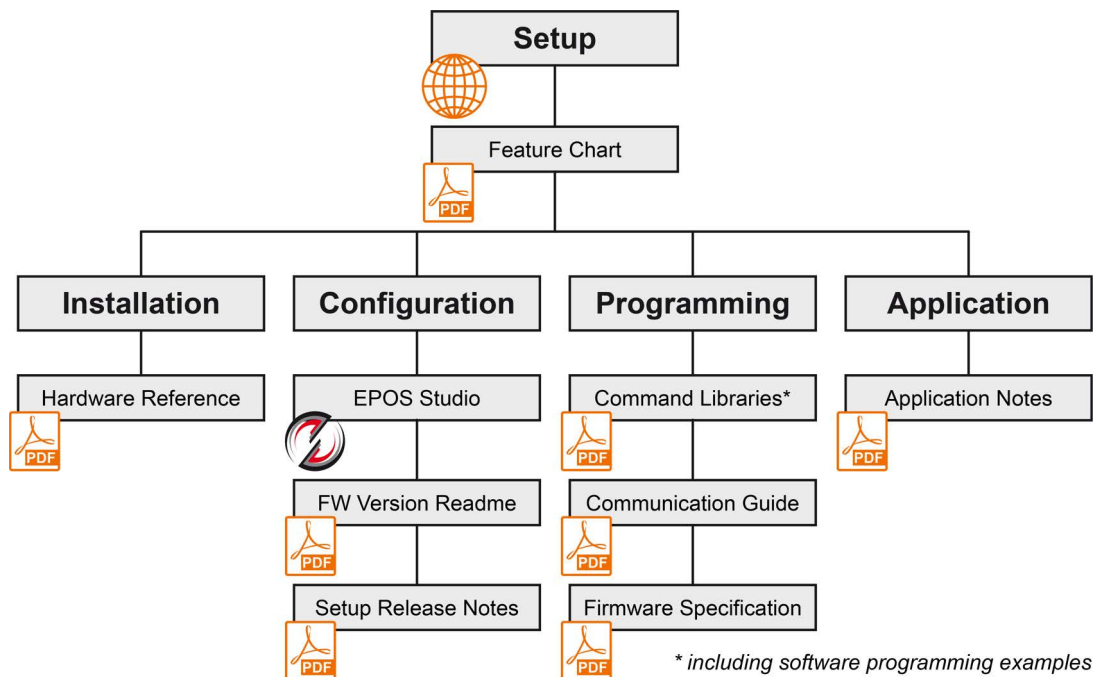 Setup
Feature Chart
PDF
Installation
Configuration
Programming
Application
Hardware Reference
EPOS Studio
Command Libraries*
Application Notes
PDF
PDF
PDF
FW Version Readme
Communication Guide
PDF
PDF
Setup Release Notes
Firmware Specification
PDF
PDF
* including software programming examples